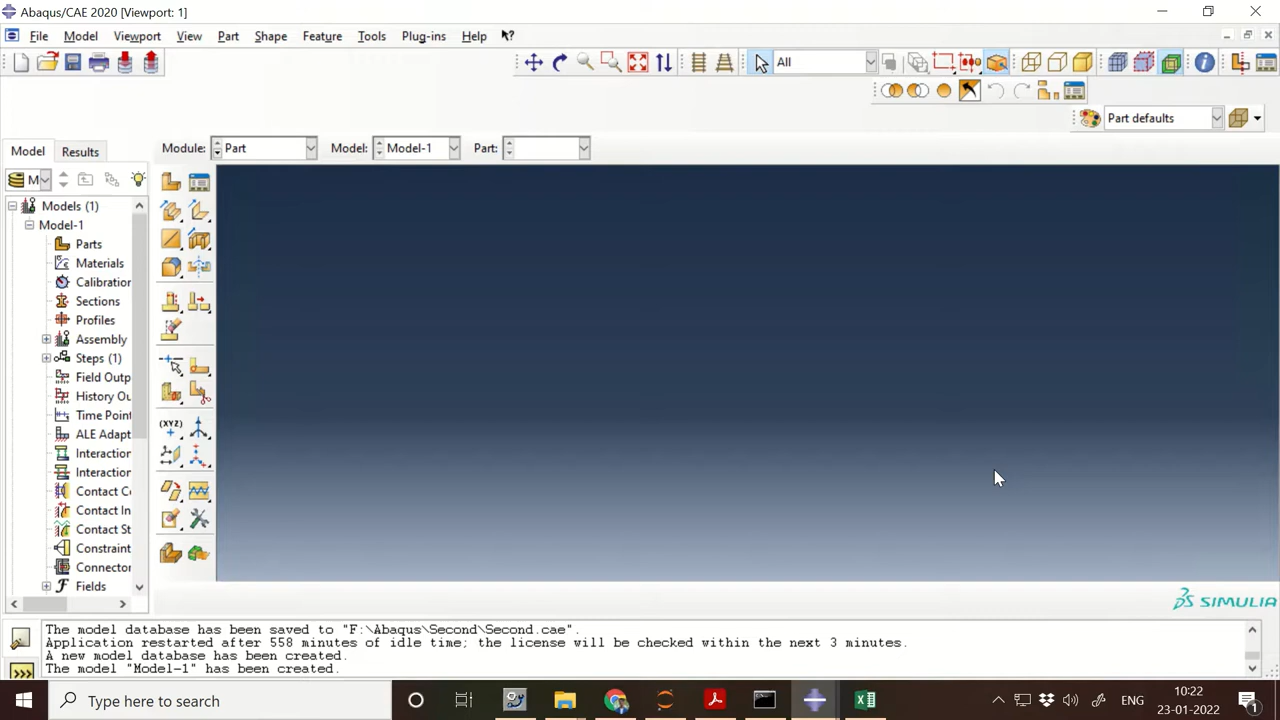 Abaqus/CAE 2020 [Viewport: 1]
File Model Viewport View Part Shape Feature Tools Plug-ins Help
All
Part defaults
Model Results
Module: Part Model: Model-1 Part:
M
(XYZ)
Models (1)
Model-1
Parts
Materials
Calibration
Sections
Profiles
Assembly
Steps (1)
Field Outp
History Ou
Time Point
ALE Adapt
Interaction
Interaction
Contact Co
Contact In
Contact St
Constraint
Connector
Fields
SIMULIA
The model database has been saved to "F:\Abaqus\Second\Second.cae".
Application restarted after 558 minutes of idle time; the license will be checked within the next 3 minutes.
A new model database has been created.
The model "Model-1" has been created.
Type here to search
ENG
10:22
23-01-2022
1